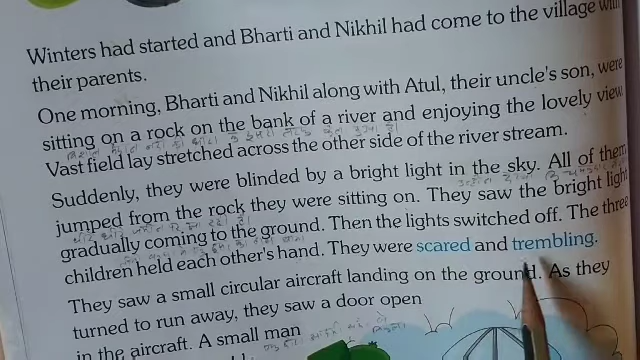 Winters had started and Bharti and Nikhil had come to the village with
their parents.
One morning, Bharti and Nikhil along with Atul, their uncle's son, were
sitting on a rock on the bank of a river and enjoying the lovely view.
Vast field lay stretched across the other side of the river stream.
Suddenly, they were blinded by a bright light in the sky. All of them
jumped from the rock they were sitting on. They saw the bright light
gradually coming to the ground. Then the lights switched off. The three
children held each other's hand. They were scared and trembling.
They saw a small circular aircraft landing on the ground. As they
turned to run away, they saw a door open
in the aircraft. A small man